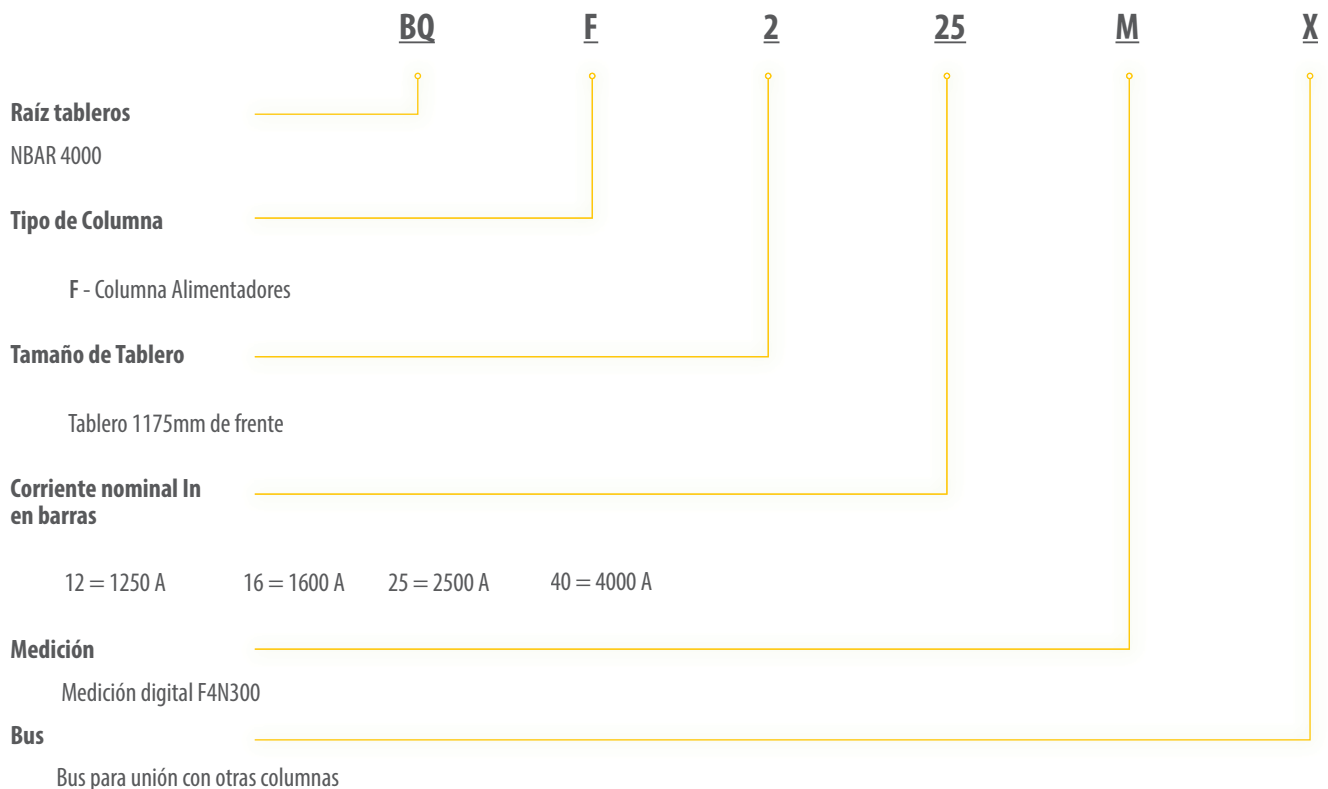 BQ F 2 25 M X
Raíz tableros
NBAR 4000
Tipo de Columna
F - Columna Alimentadores
Tamaño de Tablero
Tablero 1175mm de frente
Corriente nominal In
en barras
12 = 1250 A 16 = 1600 A 25 = 2500 A 40 = 4000 A
Medición
Medición digital F4N300
Bus
Bus para unión con otras columnas